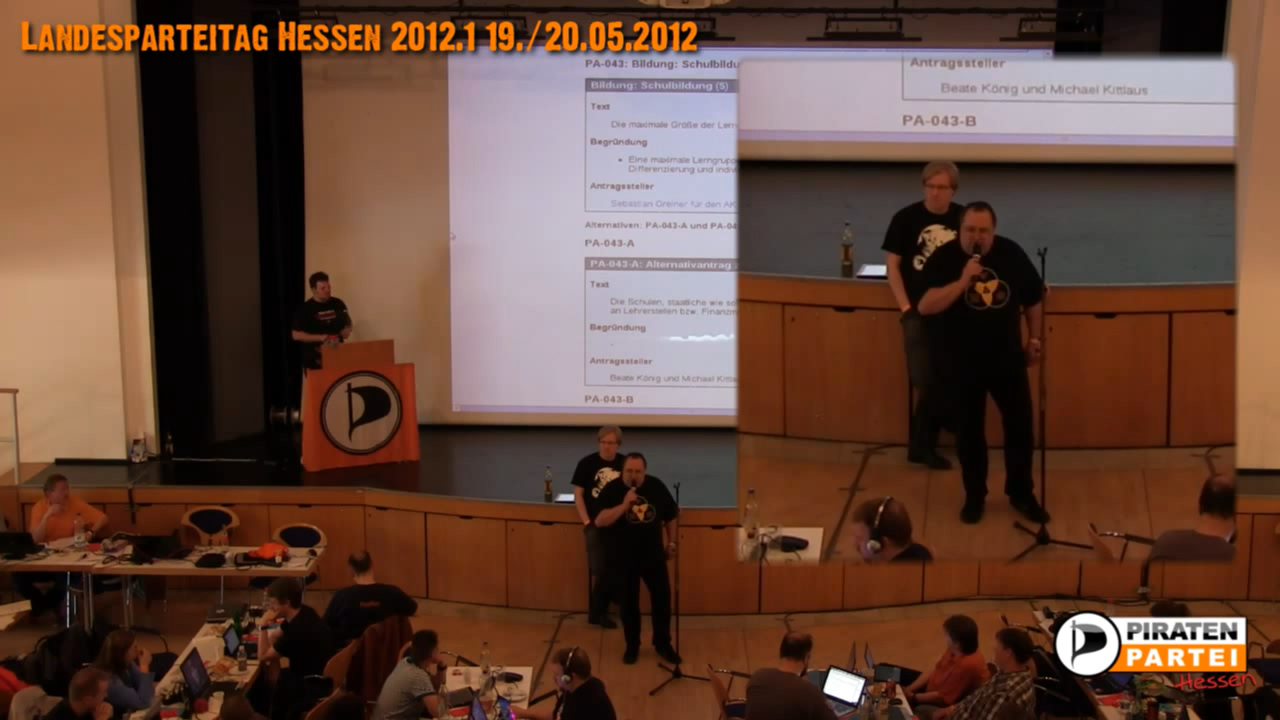 LANDESPARTEITAG HESSEN 2012.1 19./20.05.2012
PA-043: Bildung: Schulbildu
Bildung: Schulbildung (5)
Text
Die maximale Größe der Lern
Begründung
Eine maximale Lerngrupp
Differenzierung und indivi
Antragssteller
Sebastian Greiner für den AK
Alternativen: PA-043-A und PA-04
PA-043-A
PA-043-A: Alternativantrag
Text
Die Schulen, staatliche wie so
an Lehrerstellen bzw. Finanzm
Begründung
Antragssteller
Beate König und Michael Kittla
PA-043-B
Antragssteller
Beate König und Michael Kittlaus
PA-043-B
PIRATEN
PARTEI
Hessen